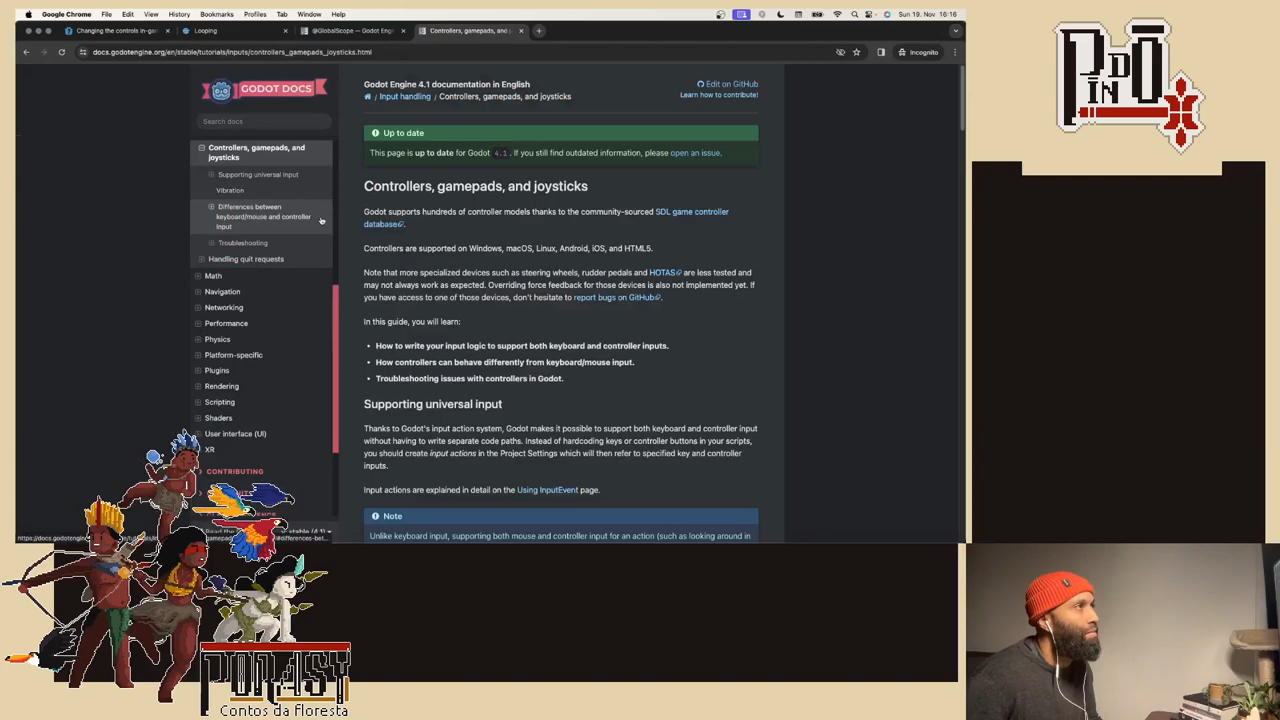 Google Chrome File Edit View History Bookmarks Profiles Tab Window Help
Sun 19. Nov 16:16
Changing the controls in-gam
Looping
@GlobalScope — Godot Engi
Controllers, gamepads, and jo
docs.godotengine.org/en/stable/tutorials/inputs/controllers_gamepads_joysticks.html
Incognito
GODOT DOCS
Search docs
Controllers, gamepads, and
joysticks
Supporting universal input
Vibration
Differences between
keyboard/mouse and controller
input
Troubleshooting
Handling quit requests
Math
Navigation
Networking
Performance
Physics
Platform-specific
Plugins
Rendering
Scripting
Shaders
User interface (UI)
XR
CONTRIBUTING
Godot Engine 4.1 documentation in English
Edit on GitHub
/ Input handling / Controllers, gamepads, and joysticks
Learn how to contribute!
Up to date
This page is up to date for Godot 4.1. If you still find outdated information, please open an issue.
Controllers, gamepads, and joysticks
Godot supports hundreds of controller models thanks to the community-sourced SDL game controller
database.
Controllers are supported on Windows, macOS, Linux, Android, iOS, and HTML5.
Note that more specialized devices such as steering wheels, rudder pedals and HOTAS are less tested and
may not always work as expected. Overriding force feedback for those devices is also not implemented yet. If
you have access to one of those devices, don't hesitate to report bugs on GitHub.
In this guide, you will learn:
• How to write your input logic to support both keyboard and controller inputs.
• How controllers can behave differently from keyboard/mouse input.
• Troubleshooting issues with controllers in Godot.
Supporting universal input
Thanks to Godot's input action system, Godot makes it possible to support both keyboard and controller input
without having to write separate code paths. Instead of hardcoding keys or controller buttons in your scripts,
you should create input actions in the Project Settings which will then refer to specified key and controller
inputs.
Input actions are explained in detail on the Using InputEvent page.
Note
Unlike keyboard input, supporting both mouse and controller input for an action (such as looking around in
stable (4.1)
PORASY
Contos da floresta